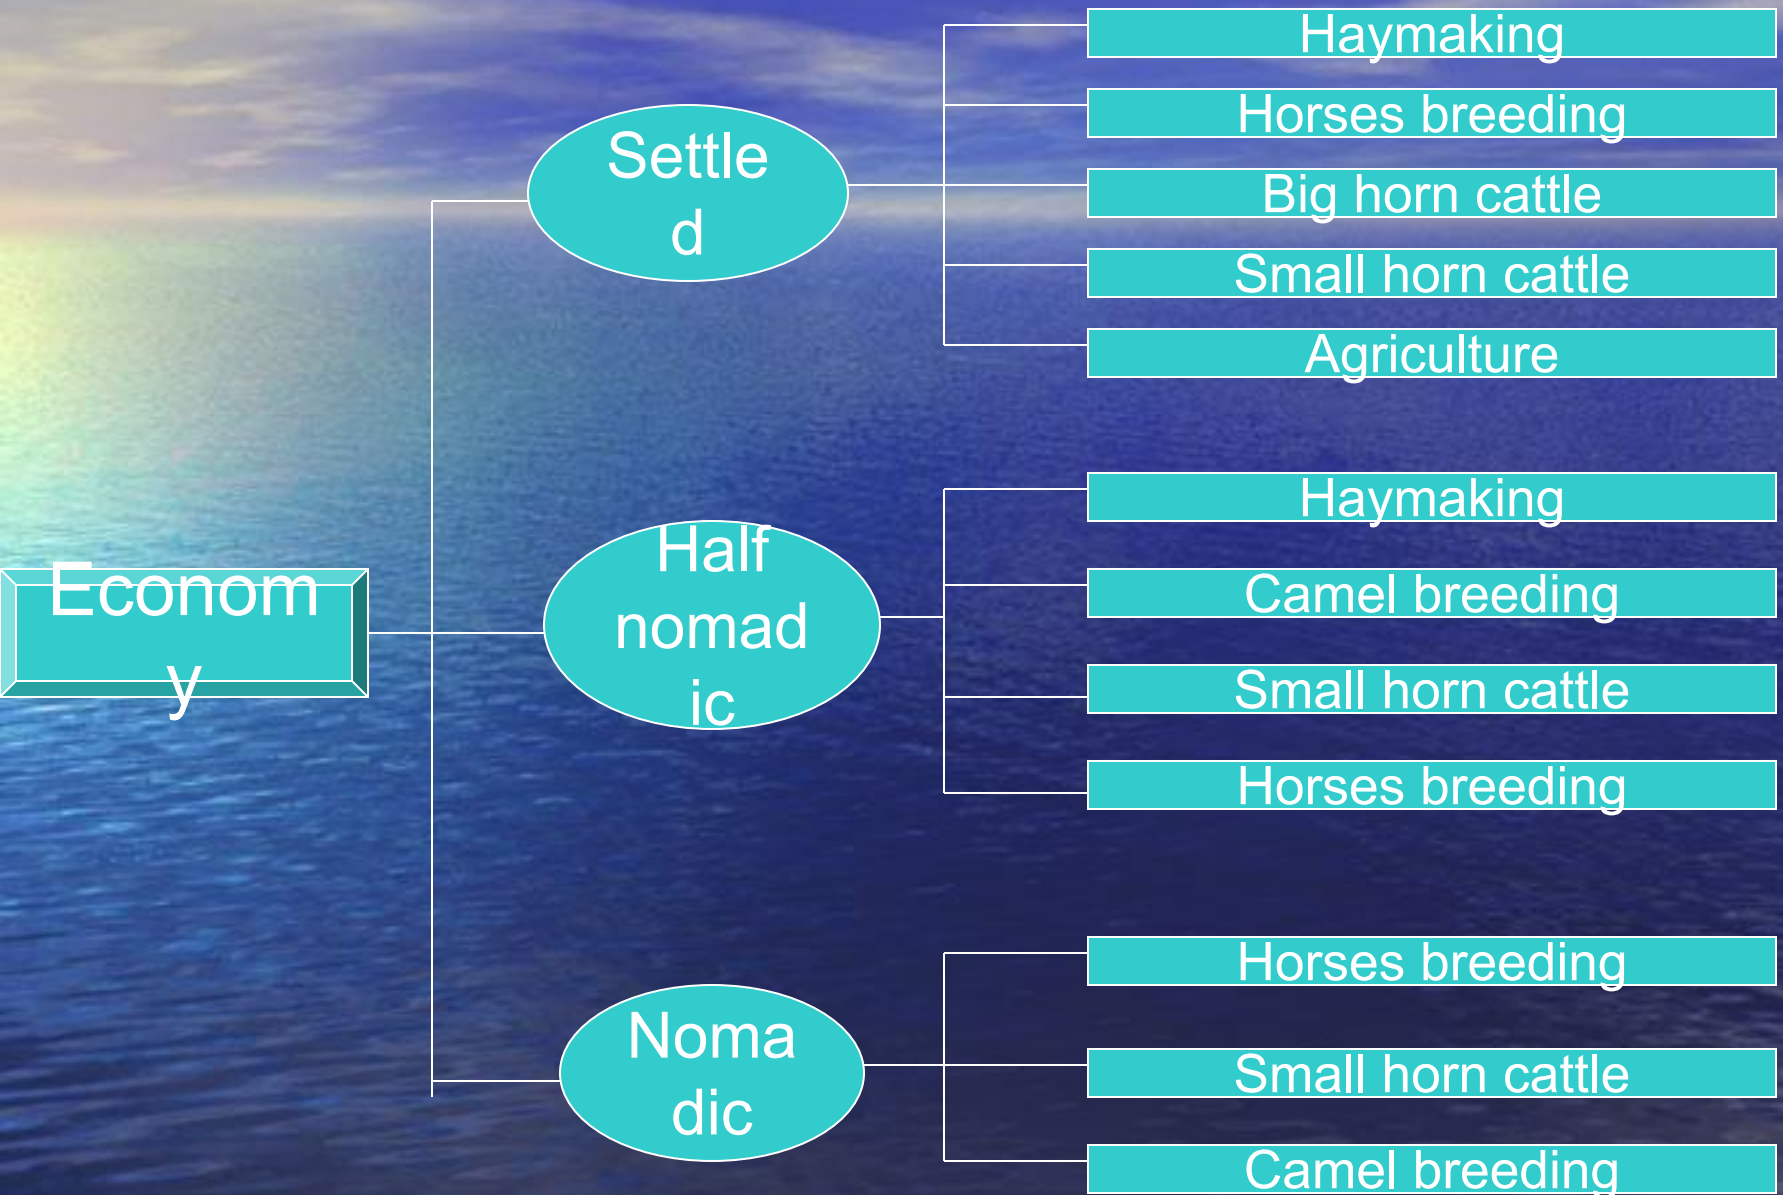 Econom
y
Settle
d
Haymaking
Horses breeding
Big horn cattle
Small horn cattle
Agriculture
Half
nomad
ic
Haymaking
Camel breeding
Small horn cattle
Horses breeding
Noma
dic
Horses breeding
Small horn cattle
Camel breeding